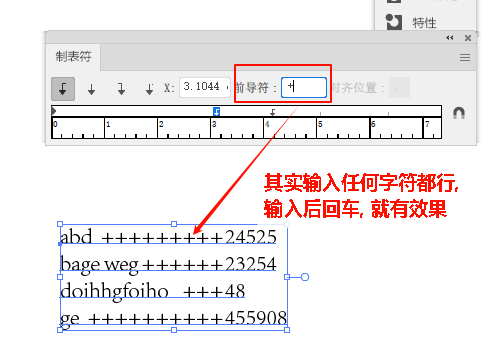 特性
制表符
X: 3.1044 前导符: + 对齐位置: .
0 1 2 3 4 5 6 7
其实输入任何字符都行,
输入后回车, 就有效果
abd +++++++++24525
bage weg ++++++23254
doihhgfoiho +++48
ge ++++++++++455908